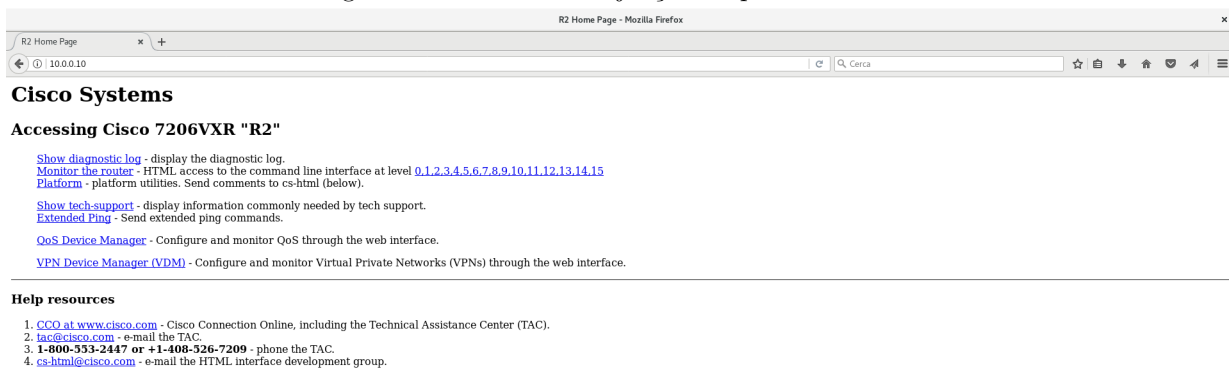 R2 Home Page - Mozilla Firefox
R2 Home Page
10.0.0.10
Cerca
Cisco Systems
Accessing Cisco 7206VXR "R2"
Show diagnostic log - display the diagnostic log.
Monitor the router - HTML access to the command line interface at level 0,1,2,3,4,5,6,7,8,9,10,11,12,13,14,15
Platform - platform utilities. Send comments to cs-html (below).
Show tech-support - display information commonly needed by tech support.
Extended Ping - Send extended ping commands.
QoS Device Manager - Configure and monitor QoS through the web interface.
VPN Device Manager (VDM) - Configure and monitor Virtual Private Networks (VPNs) through the web interface.
Help resources
1. CCO at www.cisco.com - Cisco Connection Online, including the Technical Assistance Center (TAC).
2. tac@cisco.com - e-mail the TAC.
3. 1-800-553-2447 or +1-408-526-7209 - phone the TAC.
4. cs-html@cisco.com - e-mail the HTML interface development group.